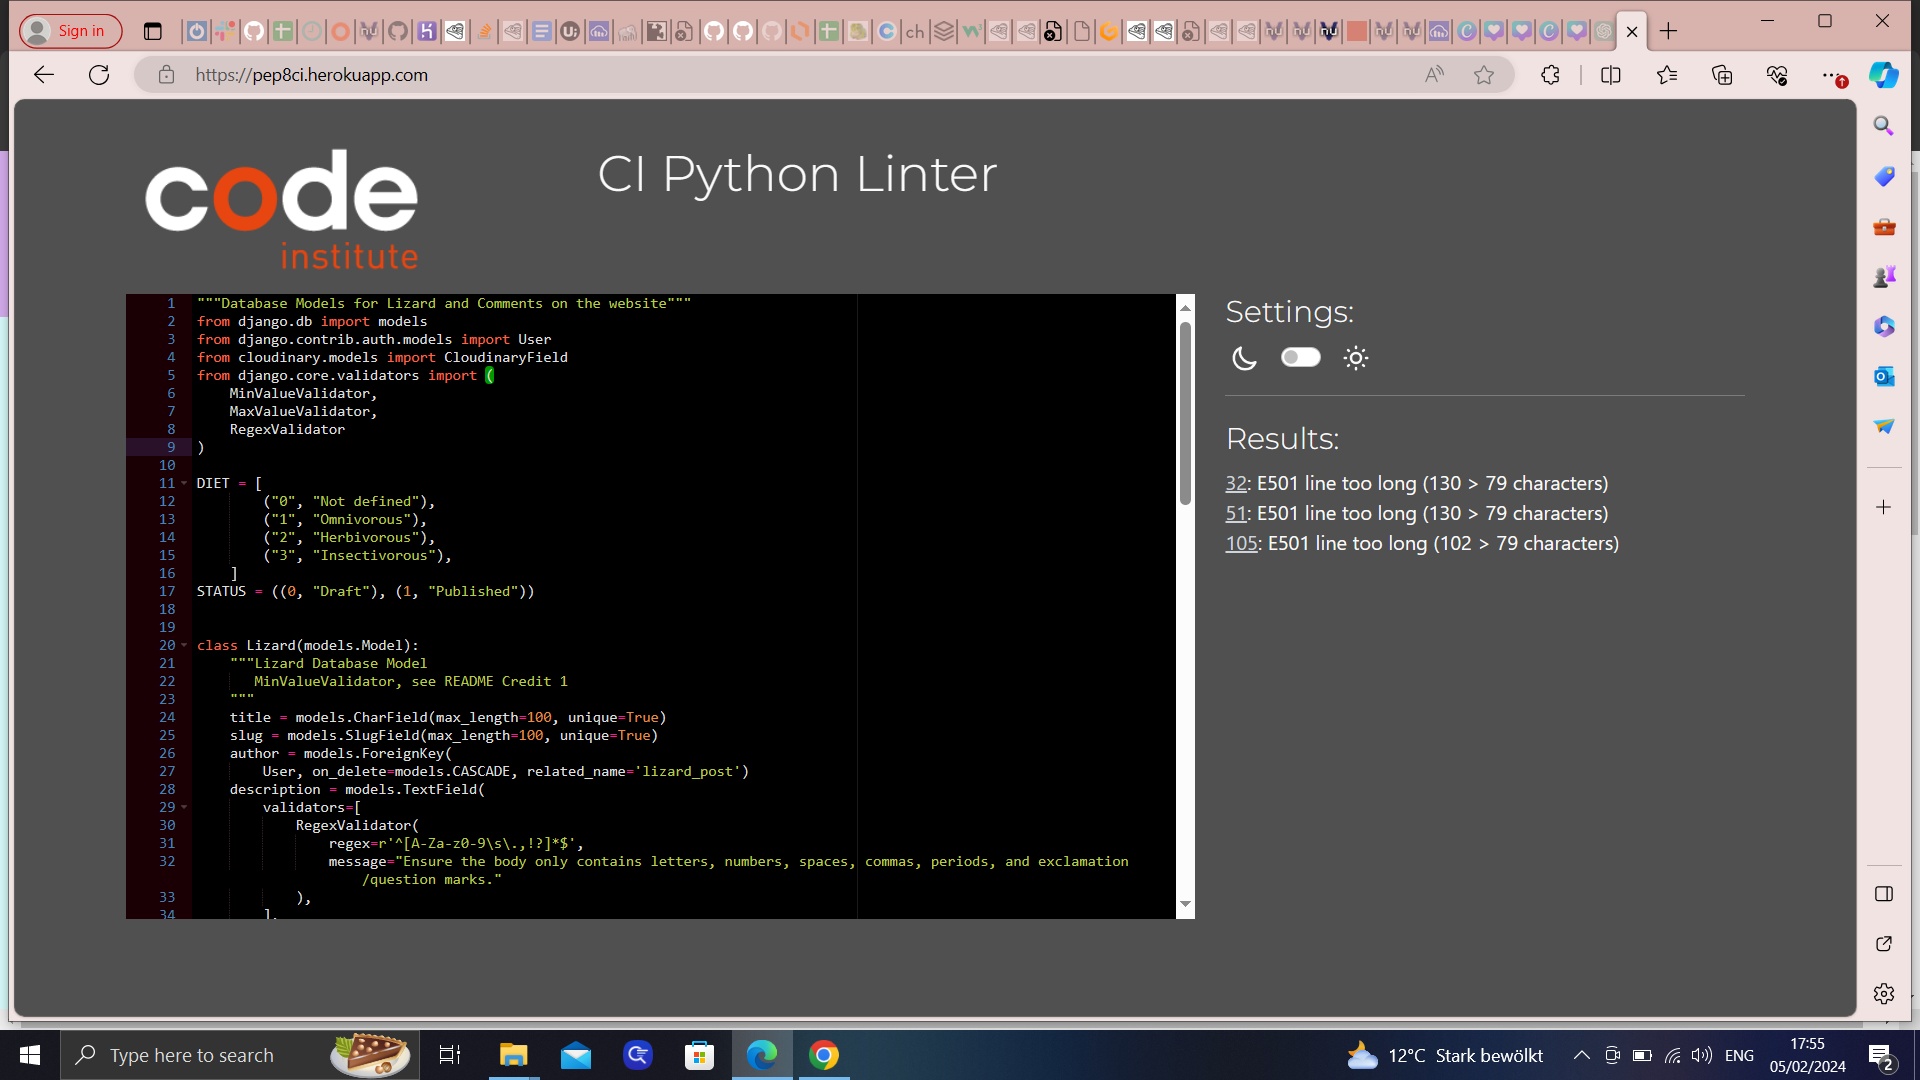 Sign in
ch
https://pep8ci.herokuapp.com
code
institute
CI Python Linter
1 """Database Models for Lizard and Comments on the website"""
2 from django.db import models
3 from django.contrib.auth.models import User
4 from cloudinary.models import CloudinaryField
5 from django.core.validators import (
6 MinValueValidator,
7 MaxValueValidator,
8 RegexValidator
9 )
10
11 DIET = [
12 ("0", "Not defined"),
13 ("1", "Omnivorous"),
14 ("2", "Herbivorous"),
15 ("3", "Insectivorous"),
16 ]
17 STATUS = ((0, "Draft"), (1, "Published"))
18
19
20 class Lizard(models.Model):
21 """Lizard Database Model
22 MinValueValidator, see README Credit 1
23 """
24 title = models.CharField(max_length=100, unique=True)
25 slug = models.SlugField(max_length=100, unique=True)
26 author = models.ForeignKey(
27 User, on_delete=models.CASCADE, related_name='lizard_post')
28 description = models.TextField(
29 validators=[
30 RegexValidator(
31 regex=r'^[A-Za-z0-9\s\.,!?]*$',
32 message="Ensure the body only contains letters, numbers, spaces, commas, periods, and exclamation
/question marks."
33 ),
34 ],
Settings:
Results:
32: E501 line too long (130 > 79 characters)
51: E501 line too long (130 > 79 characters)
105: E501 line too long (102 > 79 characters)
Type here to search
12°C Stark bewölkt
ENG
17:55
05/02/2024
2